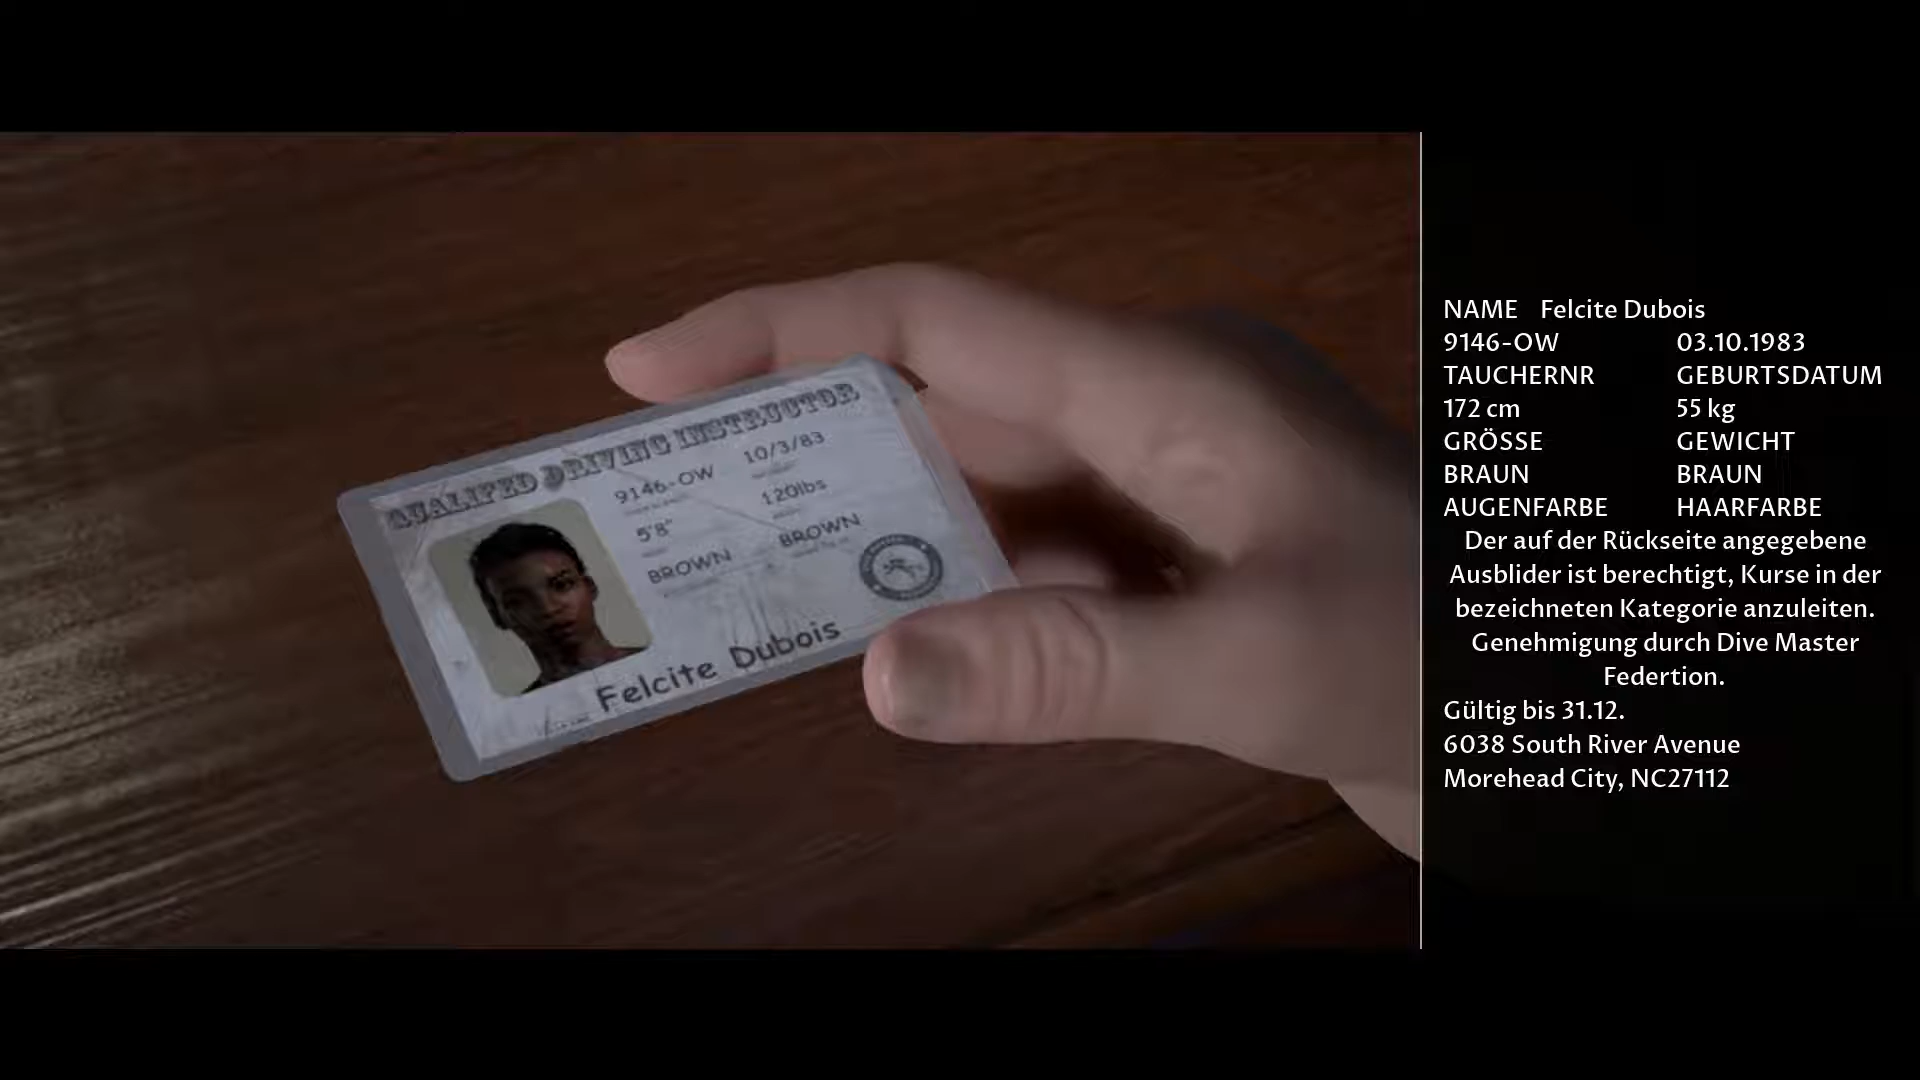 QUALIFED DRIVING INSTRUCTOR
9146-OW 10/3/83
5'8" 120lbs
BROWN BROWN
Felcite Dubois
NAME Felcite Dubois
9146-OW 03.10.1983
TAUCHERNR GEBURTSDATUM
172 cm 55 kg
GRÖSSE GEWICHT
BRAUN BRAUN
AUGENFARBE HAARFARBE
Der auf der Rückseite angegebene
Ausblider ist berechtigt, Kurse in der
bezeichneten Kategorie anzuleiten.
Genehmigung durch Dive Master
Federtion.
Gültig bis 31.12.
6038 South River Avenue
Morehead City, NC27112